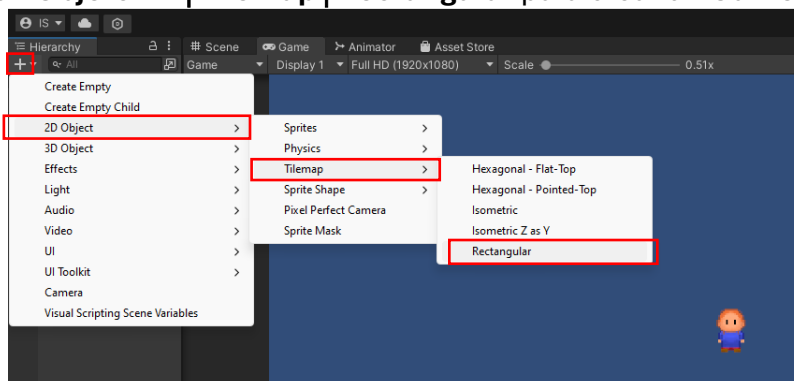 IS
Hierarchy
Scene
Game
Animator
Asset Store
All
Game
Display 1
Full HD (1920x1080)
Scale
0.51x
Create Empty
Create Empty Child
2D Object
3D Object
Effects
Light
Audio
Video
UI
UI Toolkit
Camera
Visual Scripting Scene Variables
Sprites
Physics
Tilemap
Sprite Shape
Pixel Perfect Camera
Sprite Mask
Hexagonal - Flat-Top
Hexagonal - Pointed-Top
Isometric
Isometric Z as Y
Rectangular